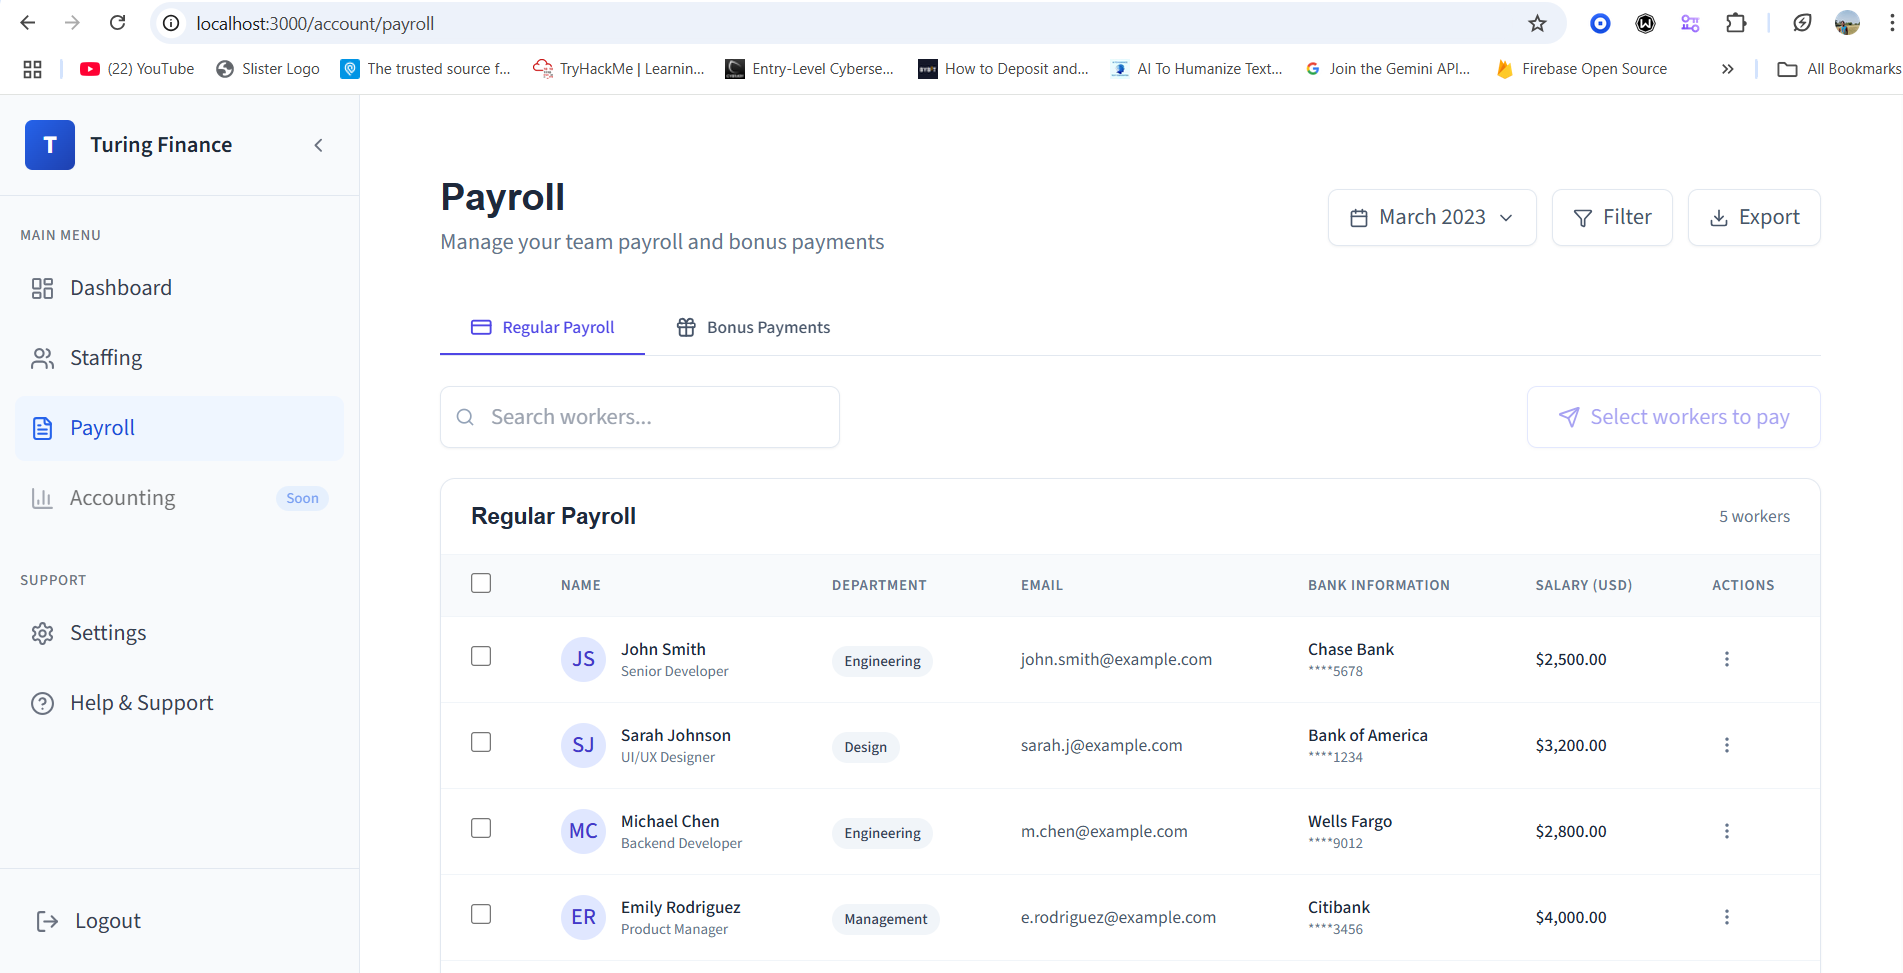 localhost:3000/account/payroll
(22) YouTube
Slister Logo
The trusted source f...
TryHackMe | Learnin...
Entry-Level Cyberse...
How to Deposit and...
AI To Humanize Text...
Join the Gemini API...
Firebase Open Source
All Bookmarks
T
Turing Finance
MAIN MENU
Dashboard
Staffing
Payroll
Accounting
Soon
SUPPORT
Settings
Help & Support
Logout
Payroll
Manage your team payroll and bonus payments
March 2023
Filter
Export
Regular Payroll
Bonus Payments
Search workers...
Select workers to pay
Regular Payroll
5 workers
NAME DEPARTMENT EMAIL BANK INFORMATION SALARY (USD) ACTIONS
JS John Smith Engineering john.smith@example.com Chase Bank $2,500.00
Senior Developer ****5678
SJ Sarah Johnson Design sarah.j@example.com Bank of America $3,200.00
UI/UX Designer ****1234
MC Michael Chen Engineering m.chen@example.com Wells Fargo $2,800.00
Backend Developer ****9012
ER Emily Rodriguez Management e.rodriguez@example.com Citibank $4,000.00
Product Manager ****3456